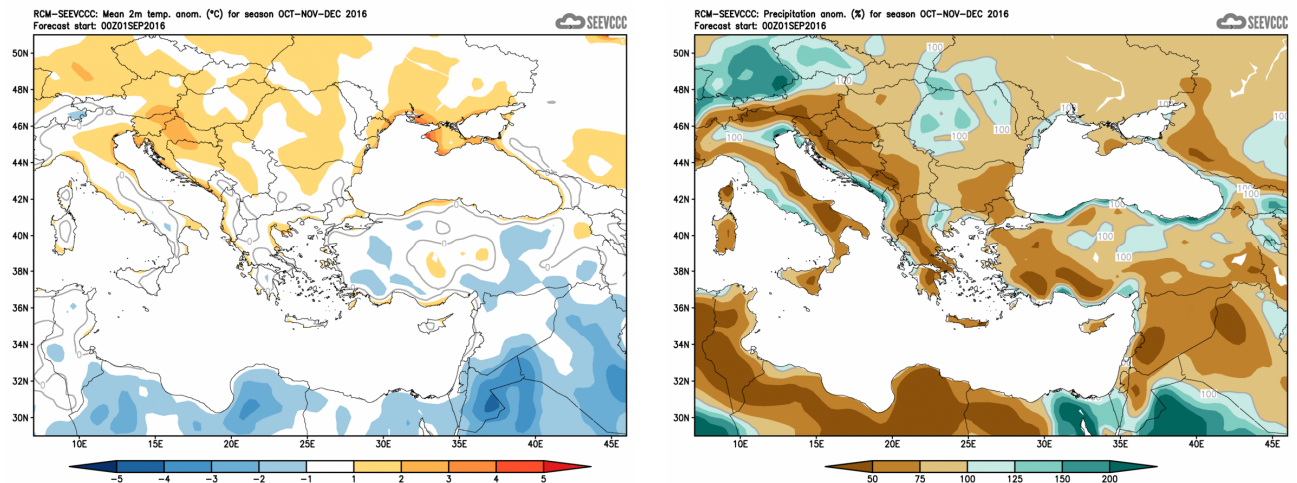 RCM-SEEVCCC: Mean 2m temp. anom. (°C) for season OCT-NOV-DEC 2016
Forecast start: 00Z01SEP2016
SEEVCCC
50N
48N
46N
44N
42N
40N
38N
36N
34N
32N
30N
10E 15E 20E 25E 30E 35E 40E 45E
-5 -4 -3 -2 -1 1 2 3 4 5
RCM-SEEVCCC: Precipitation anom. (%) for season OCT-NOV-DEC 2016
Forecast start: 00Z01SEP2016
SEEVCCC
50N
48N
46N
44N
42N
40N
38N
36N
34N
32N
30N
100
100
100
100
100
100
100
100
100
100
10E 15E 20E 25E 30E 35E 40E 45E
50 75 100 125 150 200